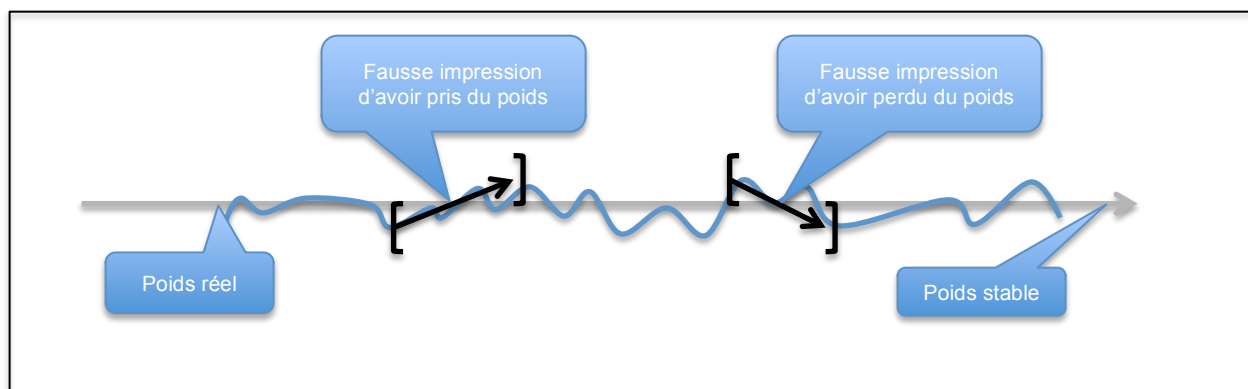 Fausse impression
d'avoir pris du poids
Fausse impression
d'avoir perdu du poids
Poids réel
Poids stable